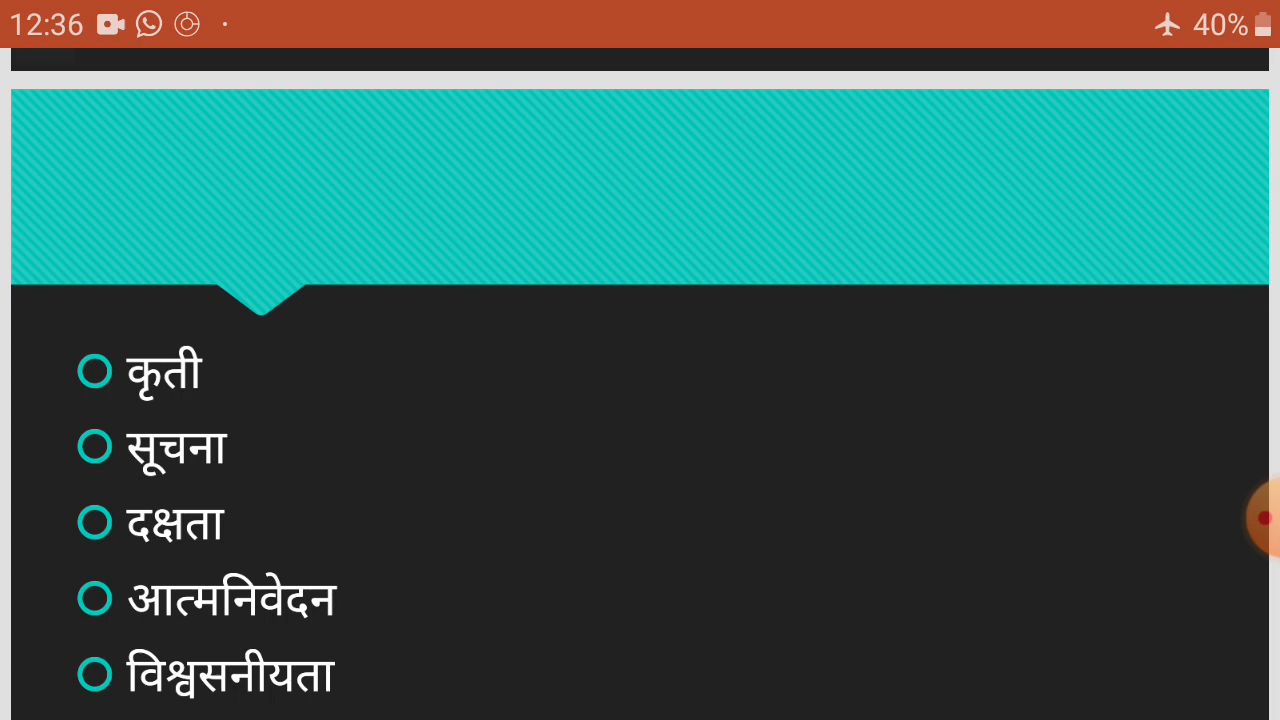 12:36
40%
कृती
सूचना
दक्षता
आत्मनिवेदन
विश्वसनीयता